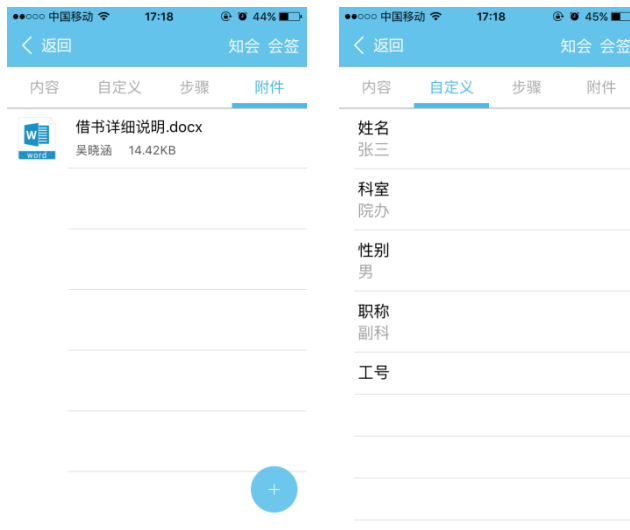 中国移动 17:18 44%
返回 知会 会签
内容 自定义 步骤 附件
W
word
借书详细说明.docx
吴晓涵 14.42KB
+
中国移动 17:18 45%
返回 知会 会签
内容 自定义 步骤 附件
姓名
张三
科室
院办
性别
男
职称
副科
工号